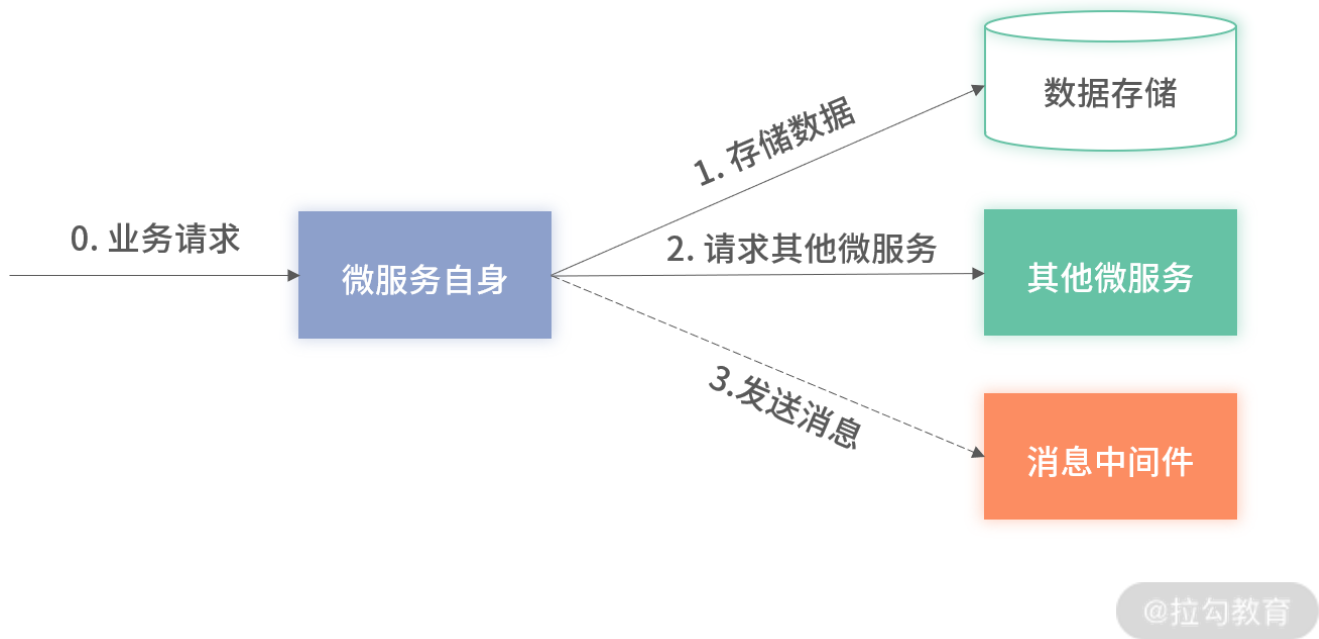 数据存储
1. 存储数据
0. 业务请求
2. 请求其他微服务
微服务自身
其他微服务
3.发送消息
消息中间件
@拉勾教育